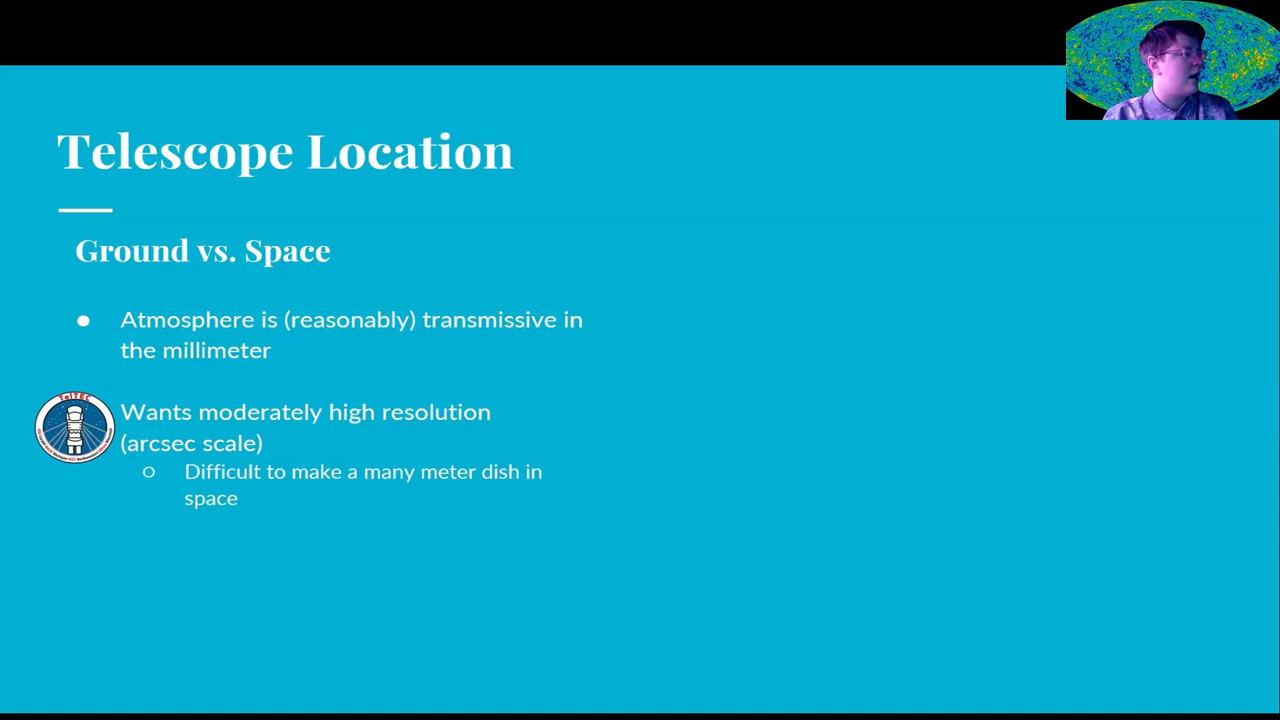 Telescope Location
Ground vs. Space
● Atmosphere is (reasonably) transmissive in
the millimeter
TolTEC
Wants moderately high resolution
(arcsec scale)
o Difficult to make a many meter dish in
space